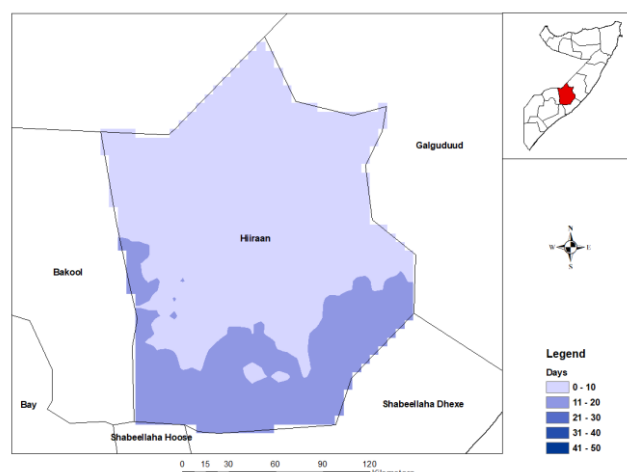 Galguduud
Hiiraan
Bakool
Bay
Shabeellaha Dhexe
Shabeellaha Hoose
N
W E
S
Legend
Days
0 - 10
11 - 20
21 - 30
31 - 40
41 - 50
0 15 30 60 90 120
Kilometers